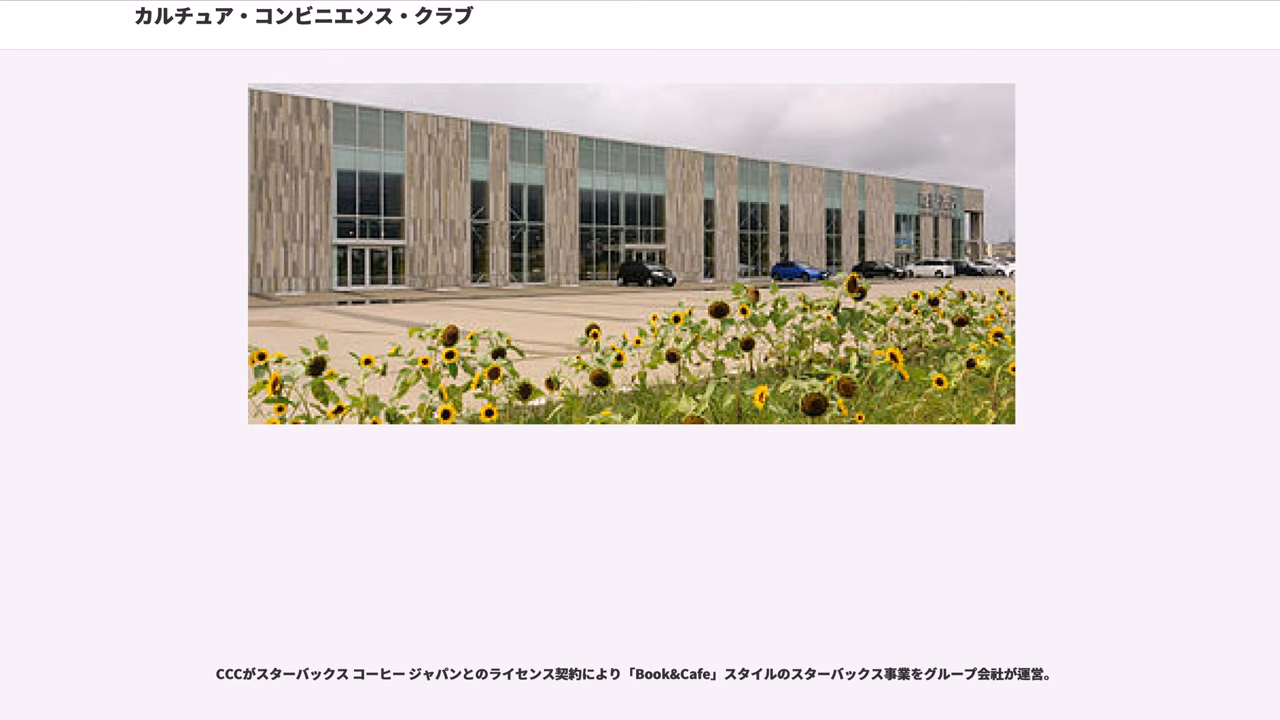 カルチュア・コンビニエンス・クラブ
CCCがスターバックス コーヒー ジャパンとのライセンス契約により「Book&Cafe」スタイルのスターバックス事業をグループ会社が運営。